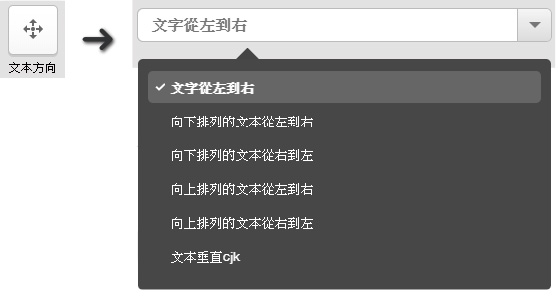 文本方向
文字從左到右
文字從左到右
向下排列的文本從左到右
向下排列的文本從右到左
向上排列的文本從左到右
向上排列的文本從右到左
文本垂直cjk